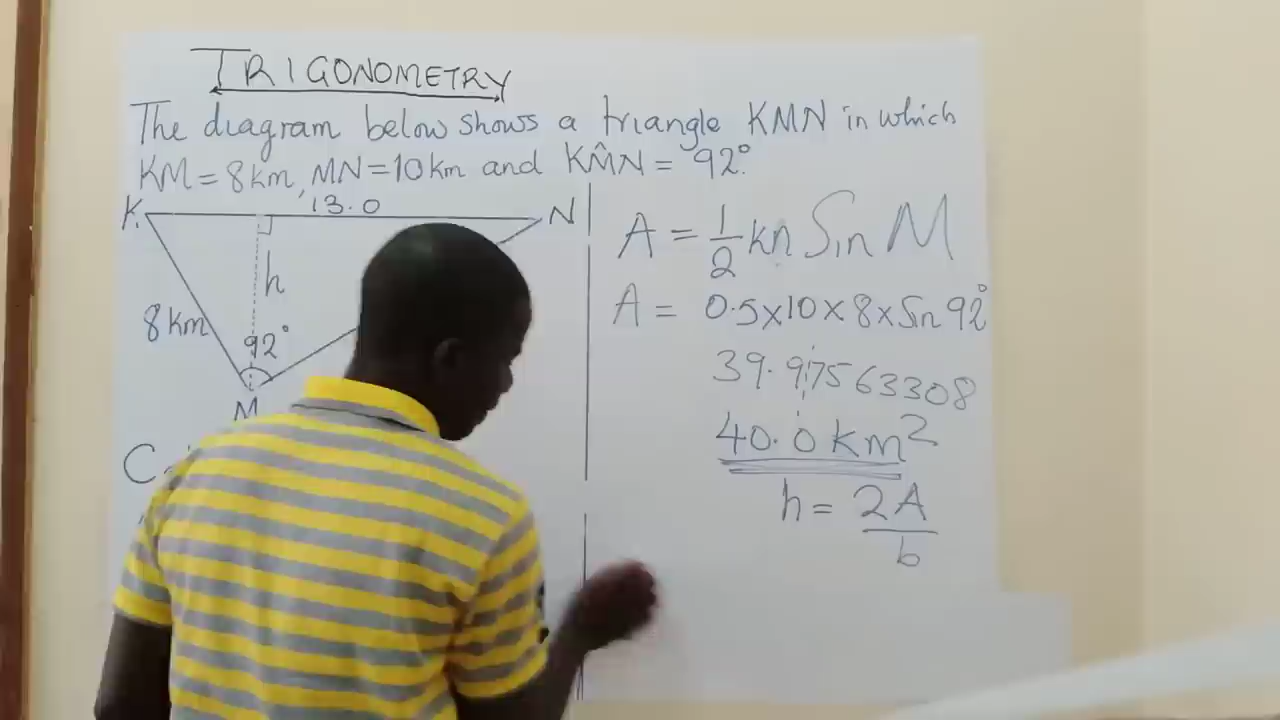 TRIGONOMETRY
The diagram below shows a triangle KMN in which
KM = 8km, MN = 10km and KM̂N = 92°.
K 13.0 N
h
8km
92°
M
A = 1/2 kn Sin M
A = 0.5 x 10 x 8 x Sin 92°
39.97563308
40.0 km²
h = 2A/b